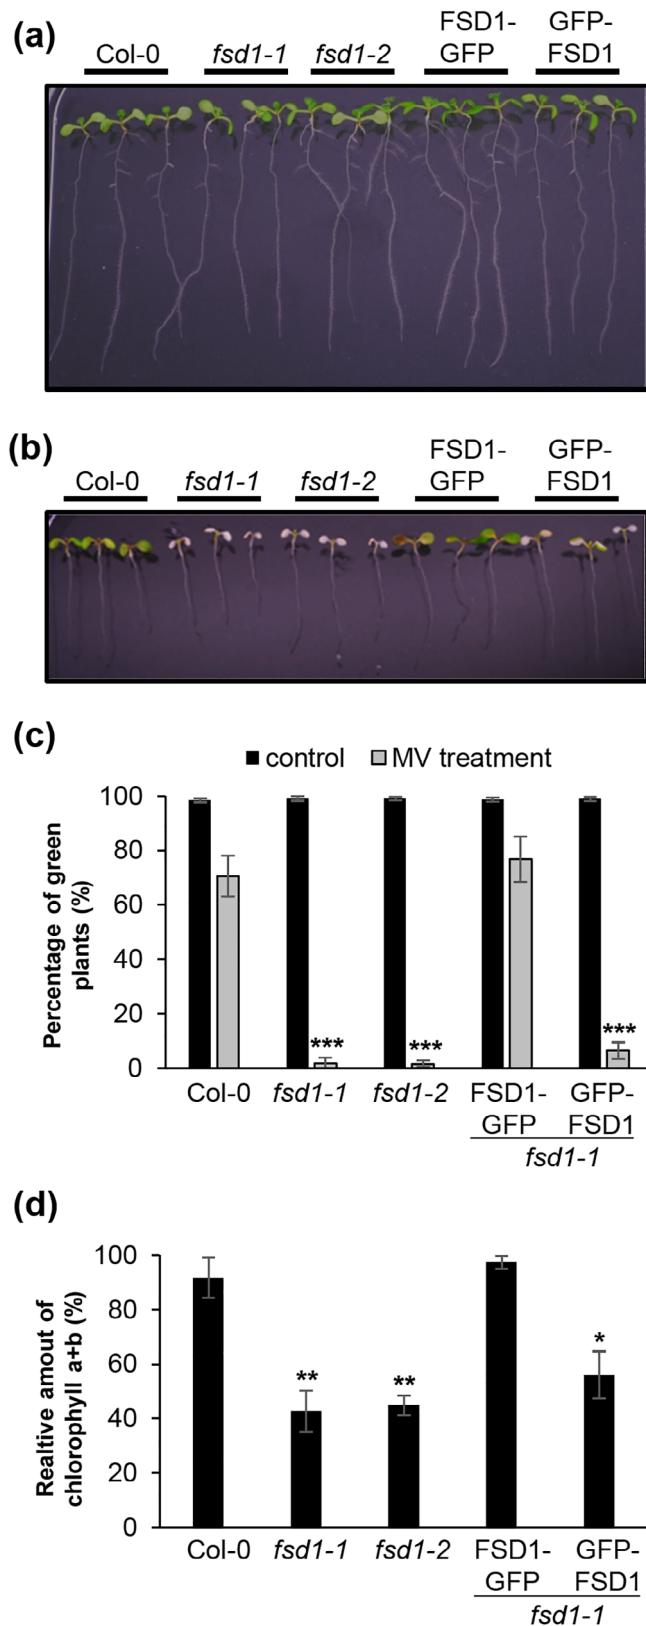 (a)
Col-0 fsd1-1 fsd1-2 FSD1-GFP GFP-FSD1
(b)
Col-0 fsd1-1 fsd1-2 FSD1-GFP GFP-FSD1
(c)
control MV treatment
Percentage of green
plants (%)
100
80
60
40
20
0
*** *** ***
Col-0 fsd1-1 fsd1-2 FSD1- GFP-
GFP FSD1
fsd1-1
(d)
Realtive amout of
chlorophyll a+b (%)
100
80
60
40
20
0
** ** *
Col-0 fsd1-1 fsd1-2 FSD1- GFP-
GFP FSD1
fsd1-1